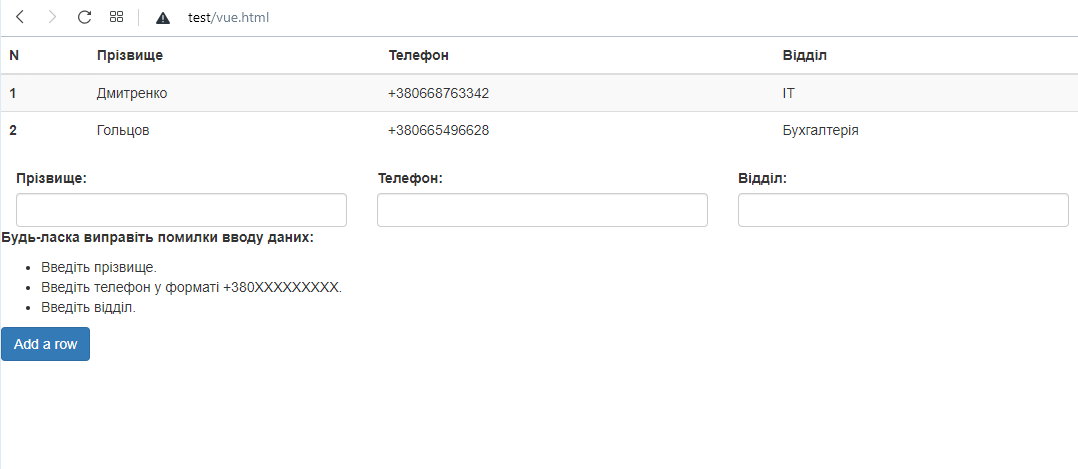 test/vue.html
N Прізвище Телефон Відділ
1 Дмитренко +380668763342 IT
2 Гольцов +380665496628 Бухгалтерія
Прізвище: Телефон: Відділ:
Будь-ласка виправіть помилки вводу даних:
Введіть прізвище.
Введіть телефон у форматі +380XXXXXXXXX.
Введіть відділ.
Add a row